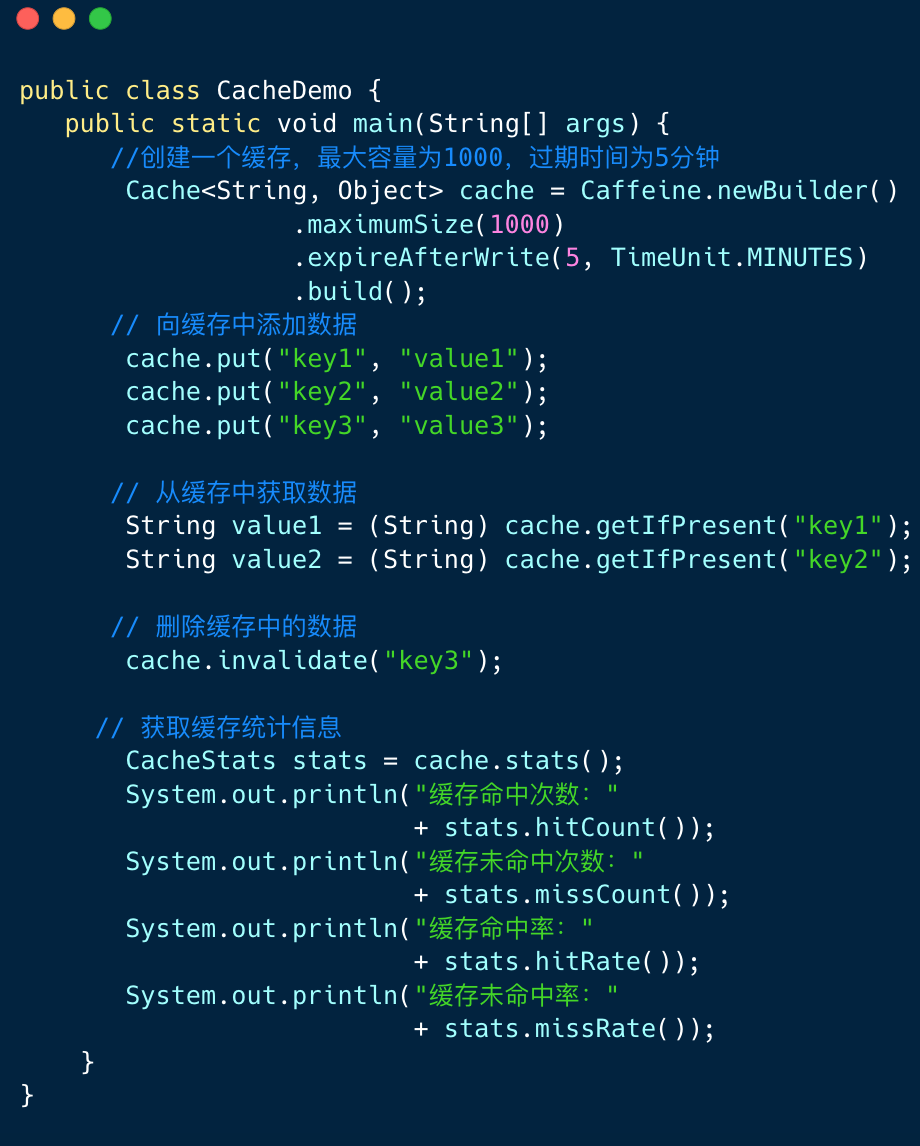 public class CacheDemo {
   public static void main(String[] args) {
      //创建一个缓存，最大容量为1000，过期时间为5分钟
       Cache<String, Object> cache = Caffeine.newBuilder()
                  .maximumSize(1000)
                  .expireAfterWrite(5, TimeUnit.MINUTES)
                  .build();
      // 向缓存中添加数据
       cache.put("key1", "value1");
       cache.put("key2", "value2");
       cache.put("key3", "value3");

      // 从缓存中获取数据
       String value1 = (String) cache.getIfPresent("key1");
       String value2 = (String) cache.getIfPresent("key2");

      // 删除缓存中的数据
       cache.invalidate("key3");

     // 获取缓存统计信息
       CacheStats stats = cache.stats();
       System.out.println("缓存命中次数："
                          + stats.hitCount());
       System.out.println("缓存未命中次数："
                          + stats.missCount());
       System.out.println("缓存命中率："
                          + stats.hitRate());
       System.out.println("缓存未命中率："
                          + stats.missRate());
    }
}